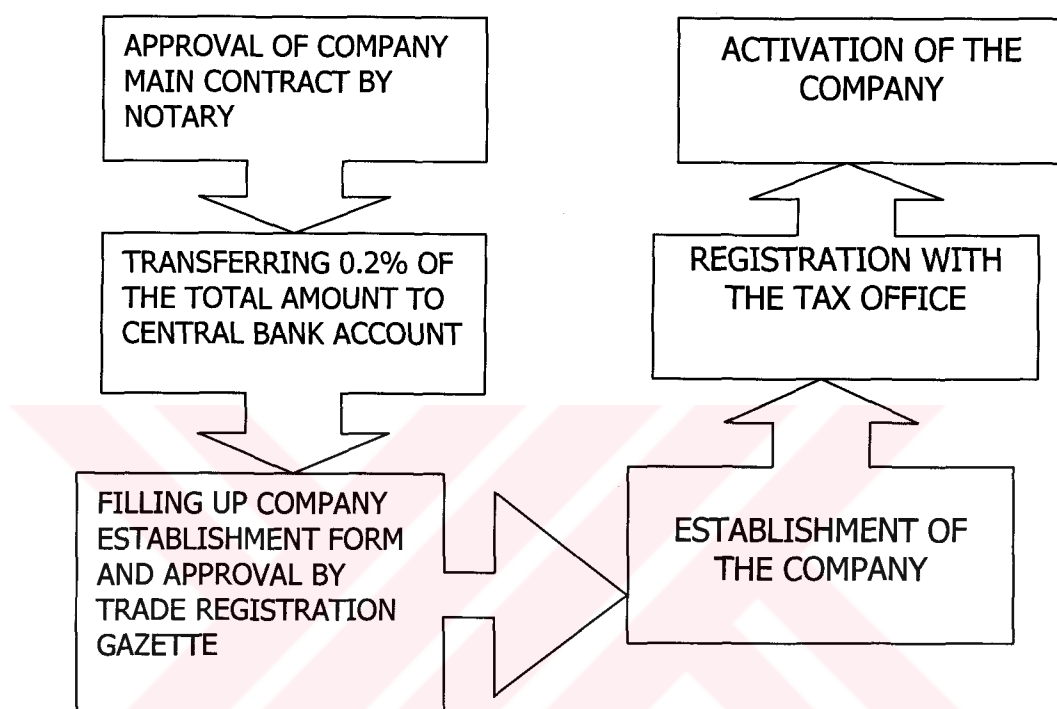 APPROVAL OF COMPANY
MAIN CONTRACT BY
NOTARY
TRANSFERRING 0.2% OF
THE TOTAL AMOUNT TO
CENTRAL BANK ACCOUNT
FILLING UP COMPANY
ESTABLISHMENT FORM
AND APPROVAL BY
TRADE REGISTRATION
GAZETTE
ESTABLISHMENT OF
THE COMPANY
REGISTRATION WITH
THE TAX OFFICE
ACTIVATION OF THE
COMPANY